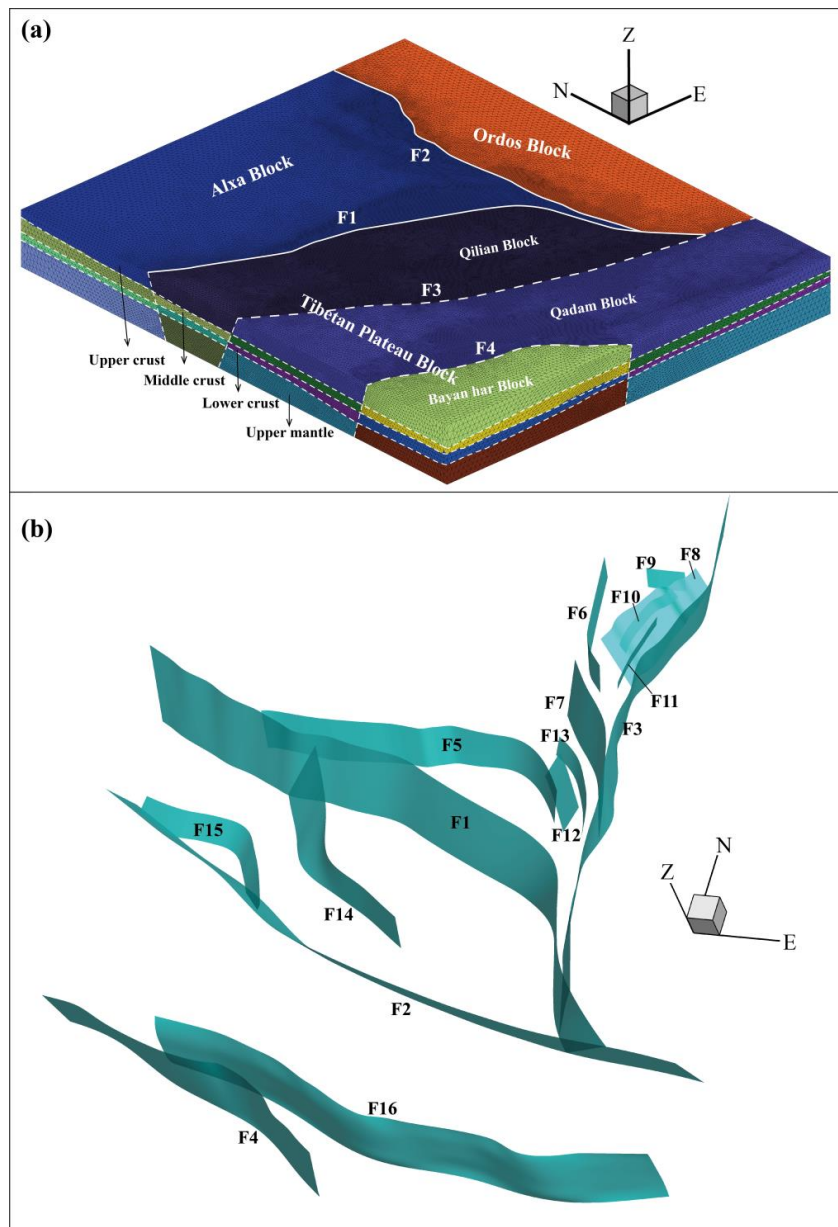 (a)
Z
N
E
Ordos Block
F2
Alxa Block
F1
Qilian Block
F3
Qadam Block
Tibetan Plateau Block
F4
Bayan har Block
Upper crust
Middle crust
Lower crust
Upper mantle
(b)
F8
F9
F10
F6
F11
F7
F3
F13
F5
F1
F12
F15
N
Z
E
F14
F2
F16
F4